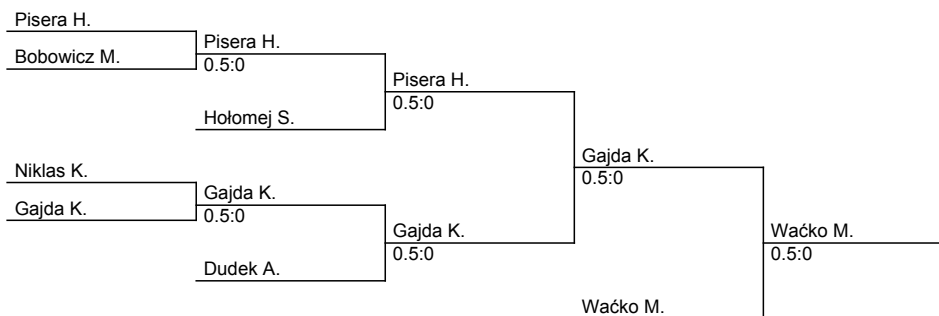 Pisera H.
Bobowicz M.
Pisera H.
0.5:0
Hołomej S.
Pisera H.
0.5:0
Niklas K.
Gajda K.
Gajda K.
0.5:0
Dudek A.
Gajda K.
0.5:0
Gajda K.
0.5:0
Waćko M.
Waćko M.
0.5:0